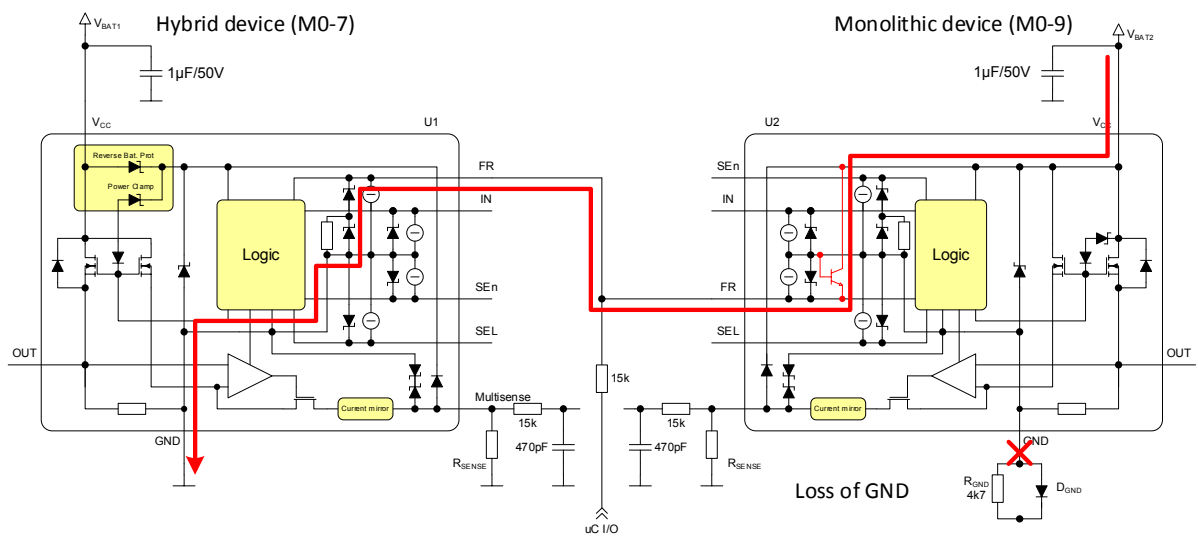 Hybrid device (M0-7)
Monolithic device (M0-9)
VBAT1
VBAT2
1µF/50V
1µF/50V
VCC
U1
U2
VCC
Reverse Bat. Prot
Power Clamp
FR
SEn
IN
IN
Logic
Logic
SEn
FR
SEL
SEL
OUT
OUT
15k
Current mirror
Multisense
15k
15k
Current mirror
GND
GND
470pF
470pF
RSENSE
RSENSE
Loss of GND
RGND
4k7
DGND
uC I/O